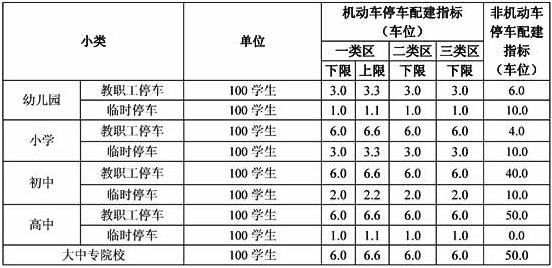 小类 单位 机动车停车配建指标（车位） 非机动车停车配建指标（车位）
一类区 二类区 三类区
下限 上限 下限 下限
幼儿园 教职工停车 100 学生 3.0 3.3 3.0 3.0 6.0
临时停车 100 学生 1.0 1.1 1.0 1.0 10.0
小学 教职工停车 100 学生 6.0 6.6 6.0 6.0 4.0
临时停车 100 学生 3.0 3.3 3.0 3.0 10.0
初中 教职工停车 100 学生 6.0 6.6 6.0 6.0 40.0
临时停车 100 学生 2.0 2.2 2.0 2.0 10.0
高中 教职工停车 100 学生 6.0 6.6 6.0 6.0 50.0
临时停车 100 学生 1.0 1.1 1.0 1.0 0.0
大中专院校 100 学生 6.0 6.6 6.0 6.0 50.0